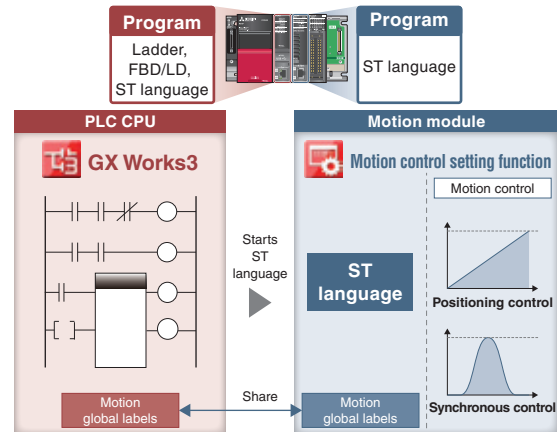 Program
Ladder,
FBD/LD,
ST language
Program
ST language
PLC CPU
GX Works3
Starts
ST
language
Share
Motion
global labels
Motion module
Motion control setting function
Motion control
ST
language
Positioning control
Synchronous control
Motion
global labels